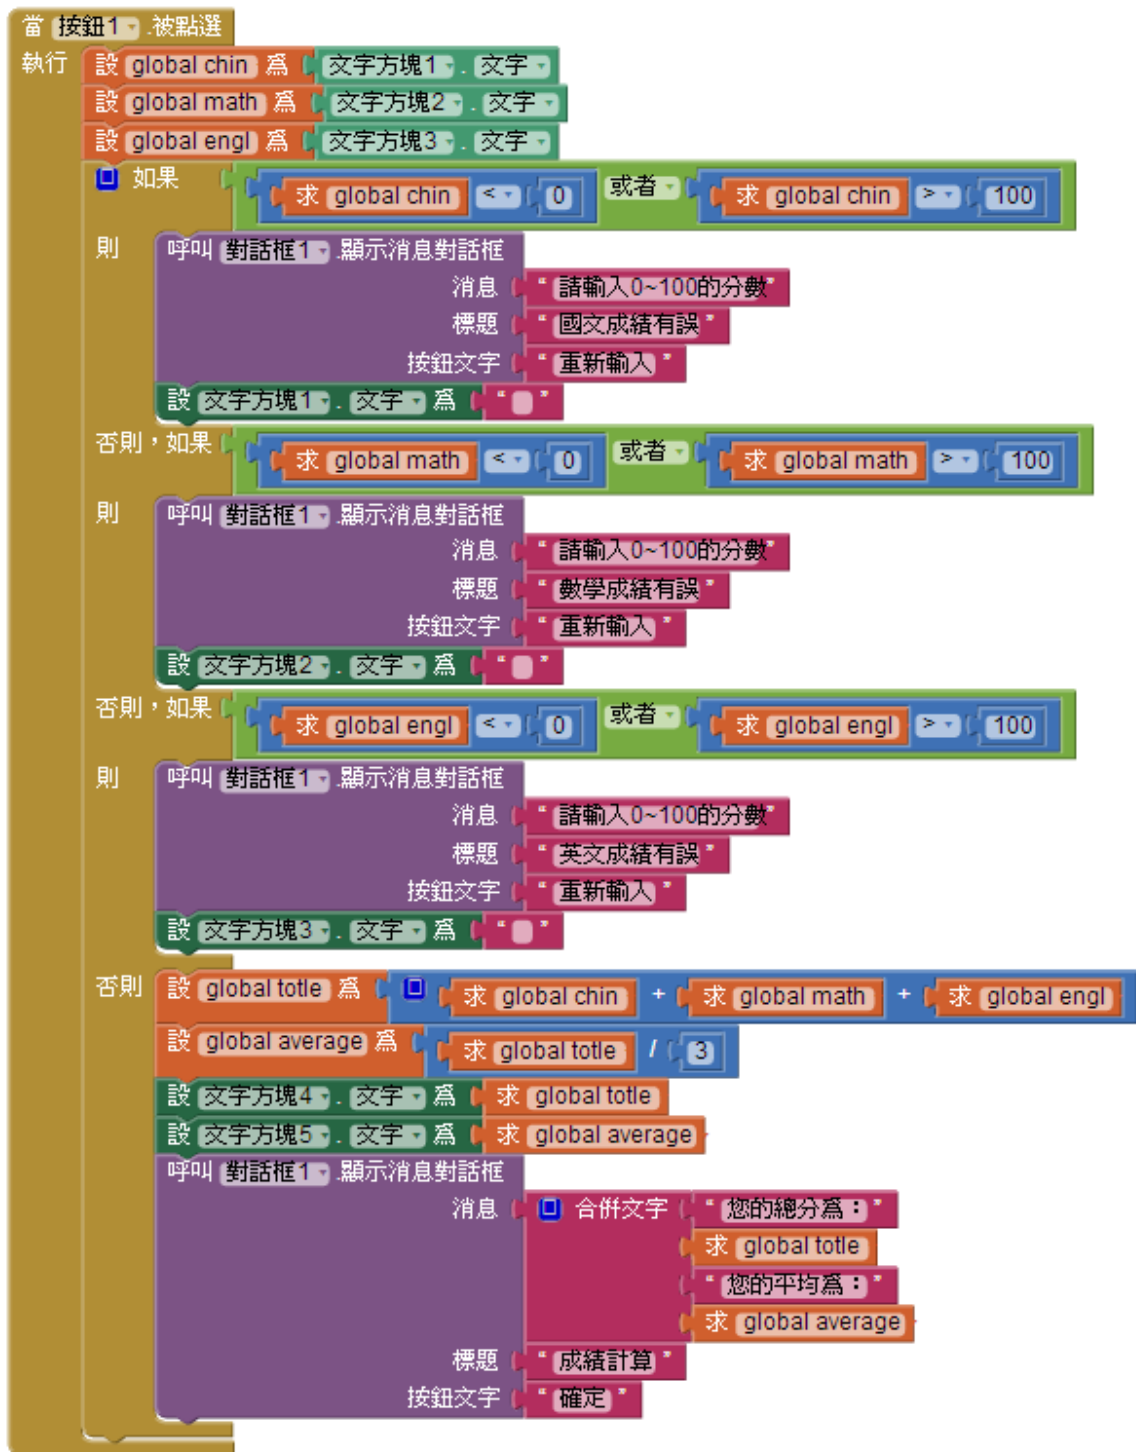 當 按鈕1 .被點選
執行 設 global chin 為 文字方塊1 . 文字
設 global math 為 文字方塊2 . 文字
設 global engl 為 文字方塊3 . 文字
如果 求 global chin < 0 或者 求 global chin > 100
則 呼叫 對話框1 .顯示消息對話框
消息 “ 請輸入0~100的分數 ”
標題 “ 國文成績有誤 ”
按鈕文字 “ 重新輸入 ”
設 文字方塊1 . 文字 為 “ ”
否則，如果 求 global math < 0 或者 求 global math > 100
則 呼叫 對話框1 .顯示消息對話框
消息 “ 請輸入0~100的分數 ”
標題 “ 數學成績有誤 ”
按鈕文字 “ 重新輸入 ”
設 文字方塊2 . 文字 為 “ ”
否則，如果 求 global engl < 0 或者 求 global engl > 100
則 呼叫 對話框1 .顯示消息對話框
消息 “ 請輸入0~100的分數 ”
標題 “ 英文成績有誤 ”
按鈕文字 “ 重新輸入 ”
設 文字方塊3 . 文字 為 “ ”
否則 設 global totle 為 求 global chin + 求 global math + 求 global engl
設 global average 為 求 global totle / 3
設 文字方塊4 . 文字 為 求 global totle
設 文字方塊5 . 文字 為 求 global average
呼叫 對話框1 .顯示消息對話框
消息 合併文字 “ 您的總分為： ”
求 global totle
“ 您的平均為： ”
求 global average
標題 “ 成績計算 ”
按鈕文字 “ 確定 ”